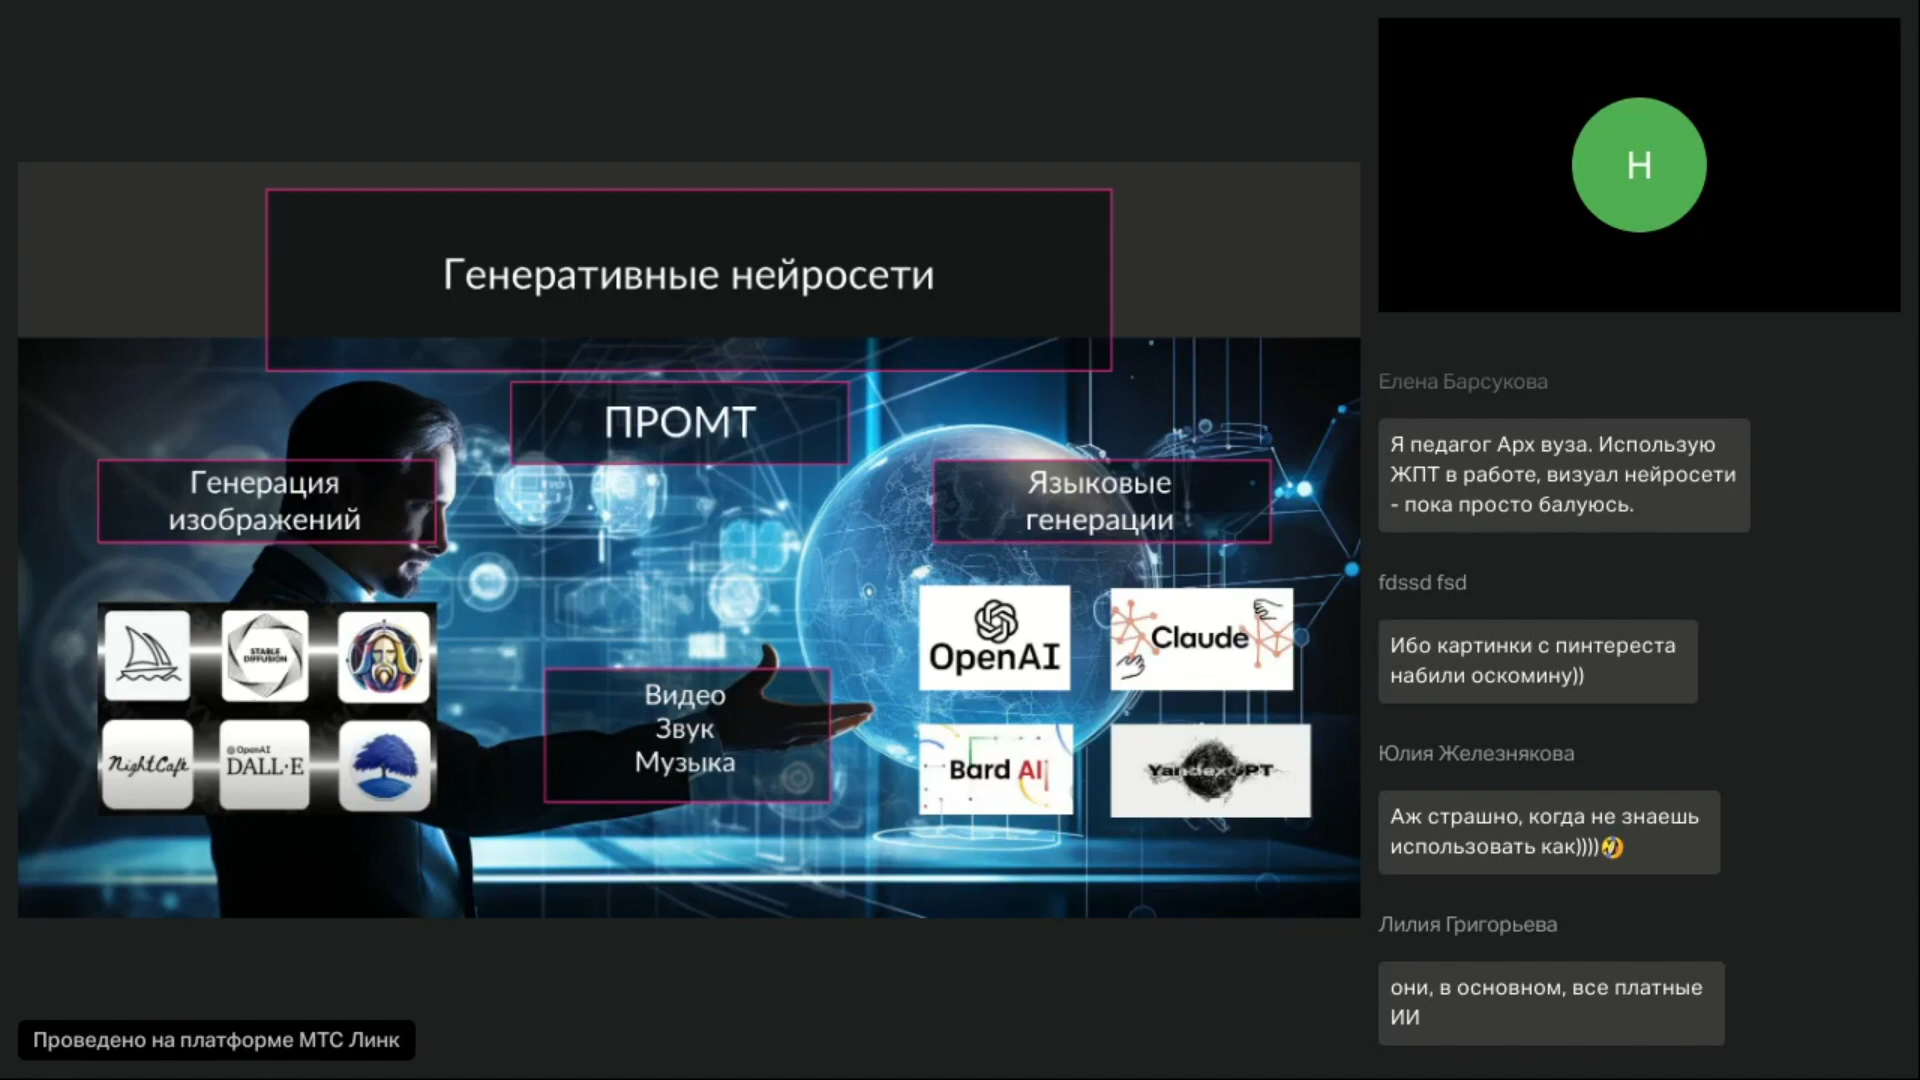 Генеративные нейросети
ПРОМТ
Генерация
изображений
Языковые
генерации
STABLE
DIFFUSION
NightCafe
OpenAI
DALL·E
Видео
Звук
Музыка
OpenAI
Claude
Bard AI
YandexGPT
Проведено на платформе МТС Линк
Н
Елена Барсукова
Я педагог Арх вуза. Использую
ЖПТ в работе, визуал нейросети
- пока просто балуюсь.
fdssd fsd
Ибо картинки с пинтереста
набили оскомину))
Юлия Железнякова
Аж страшно, когда не знаешь
использовать как))))🤣
Лилия Григорьева
они, в основном, все платные
ИИ